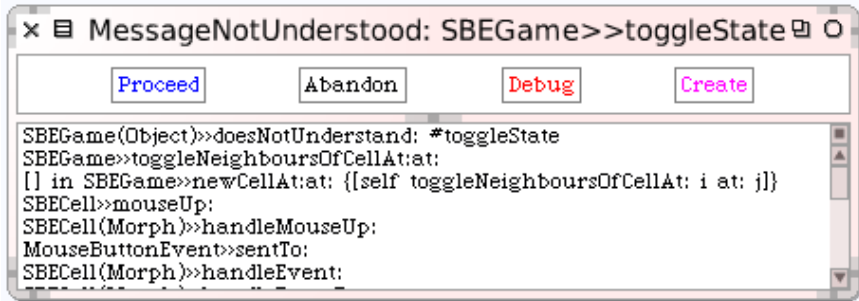 MessageNotUnderstood: SBEGame>>toggleState
Proceed Abandon Debug Create
SBEGame(Object)>>doesNotUnderstand: #toggleState
SBEGame>>toggleNeighboursOfCellAt:at:
[] in SBEGame>>newCellAt:at: {[self toggleNeighboursOfCellAt: i at: j]}
SBECell>>mouseUp:
SBECell(Morph)>>handleMouseUp:
MouseButtonEvent>>sentTo:
SBECell(Morph)>>handleEvent: